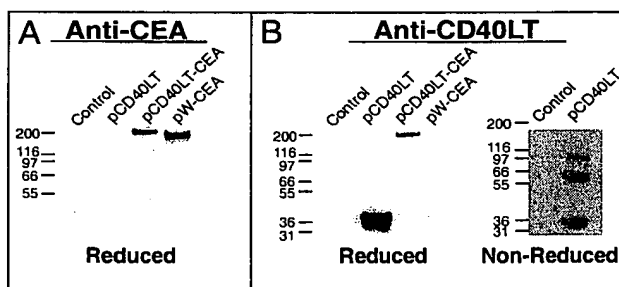 A
Anti-CEA
Control
pCD40LT
pCD40LT-CEA
pW-CEA
200
116
97
66
55
Reduced
B
Anti-CD40LT
Control
pCD40LT
pCD40LT-CEA
pW-CEA
200
116
97
66
55
36
31
Reduced
Control
pCD40LT
200
116
97
66
55
36
31
Non-Reduced